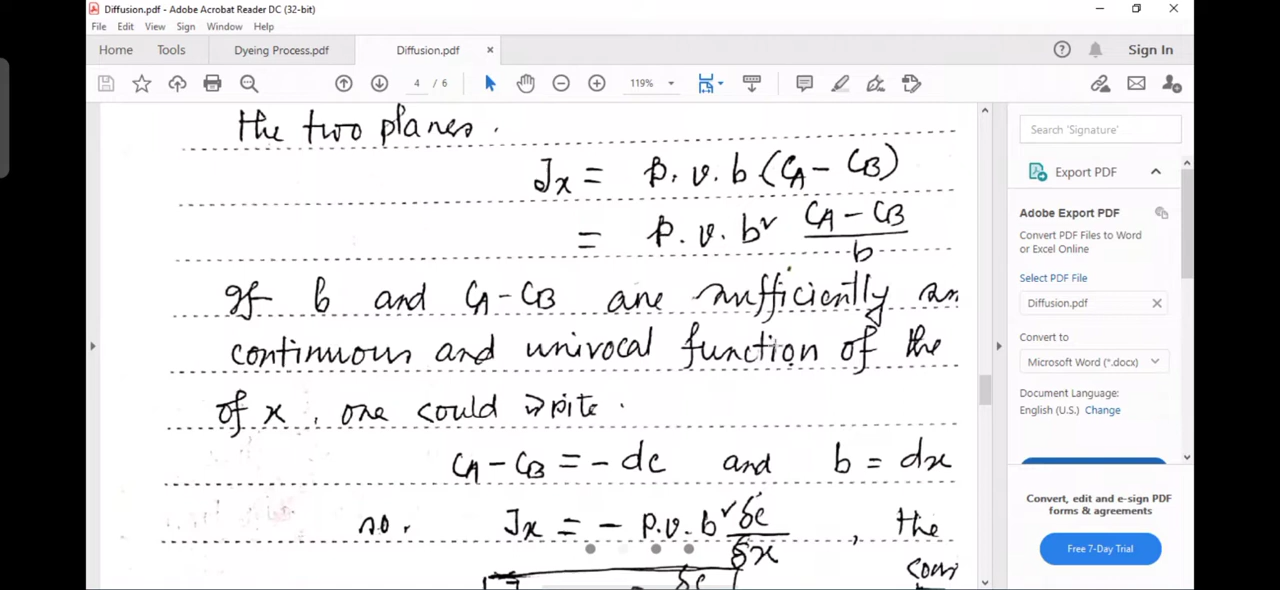 Diffusion.pdf - Adobe Acrobat Reader DC (32-bit)
File Edit View Sign Window Help
Home Tools Dyeing Process.pdf Diffusion.pdf × Sign In
4 / 6 119%
the two planes.
Jx = p. v. b (CA - CB)
= p. v. b² (CA - CB)/b
If b and CA - CB are sufficiently
continuous and univocal function of the
of x, one could write.
CA - CB = - dc and b = dx
so. Jx = - p.v. b² δc/δx, the
δc
Search 'Signature'
Export PDF
Adobe Export PDF
Convert PDF Files to Word
or Excel Online
Select PDF File
Diffusion.pdf ×
Convert to
Microsoft Word (*.docx)
Document Language:
English (U.S.) Change
Convert, edit and e-sign PDF
forms & agreements
Free 7-Day Trial